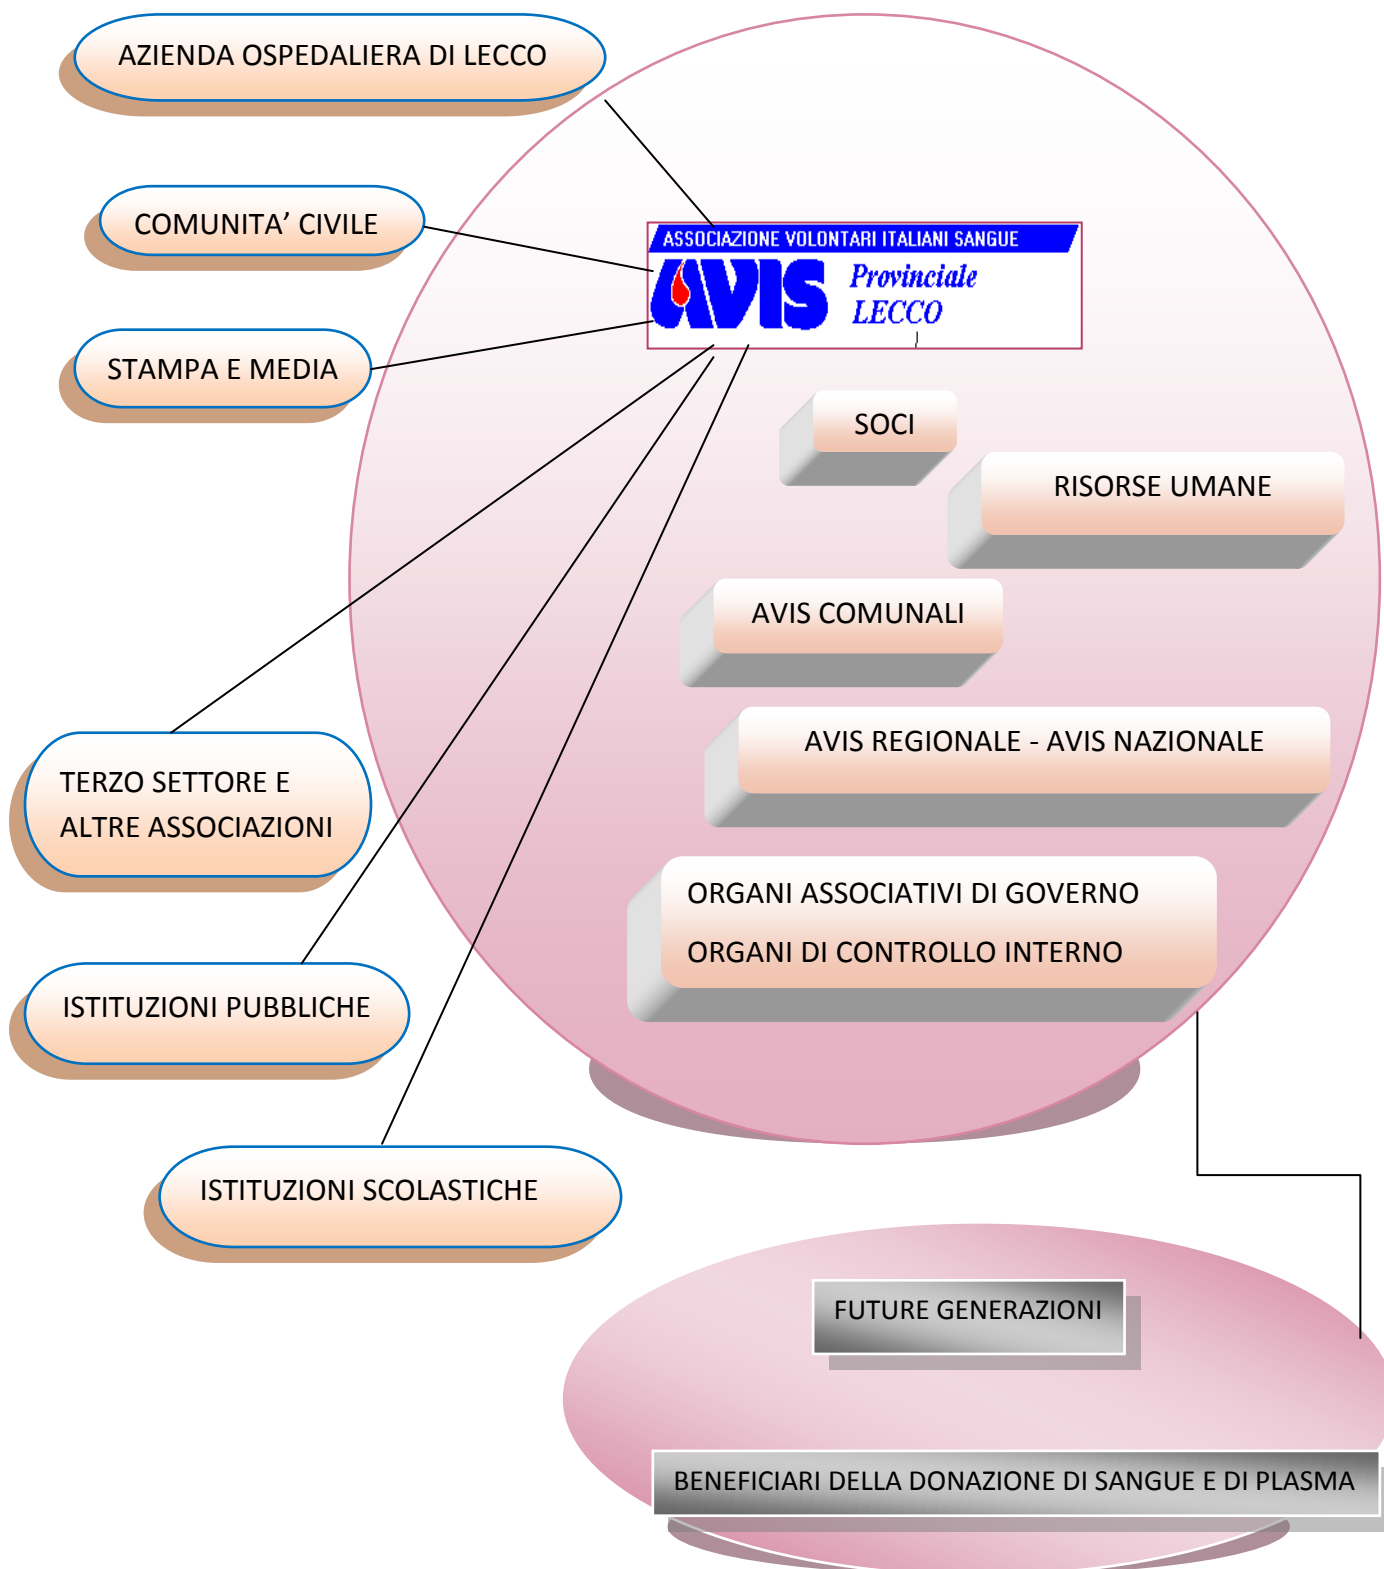 AZIENDA OSPEDALIERA DI LECCO
COMUNITA’ CIVILE
ASSOCIAZIONE VOLONTARI ITALIANI SANGUE
AVIS Provinciale
LECCO
STAMPA E MEDIA
SOCI
RISORSE UMANE
AVIS COMUNALI
AVIS REGIONALE - AVIS NAZIONALE
TERZO SETTORE E
ALTRE ASSOCIAZIONI
ORGANI ASSOCIATIVI DI GOVERNO
ORGANI DI CONTROLLO INTERNO
ISTITUZIONI PUBBLICHE
ISTITUZIONI SCOLASTICHE
FUTURE GENERAZIONI
BENEFICIARI DELLA DONAZIONE DI SANGUE E DI PLASMA